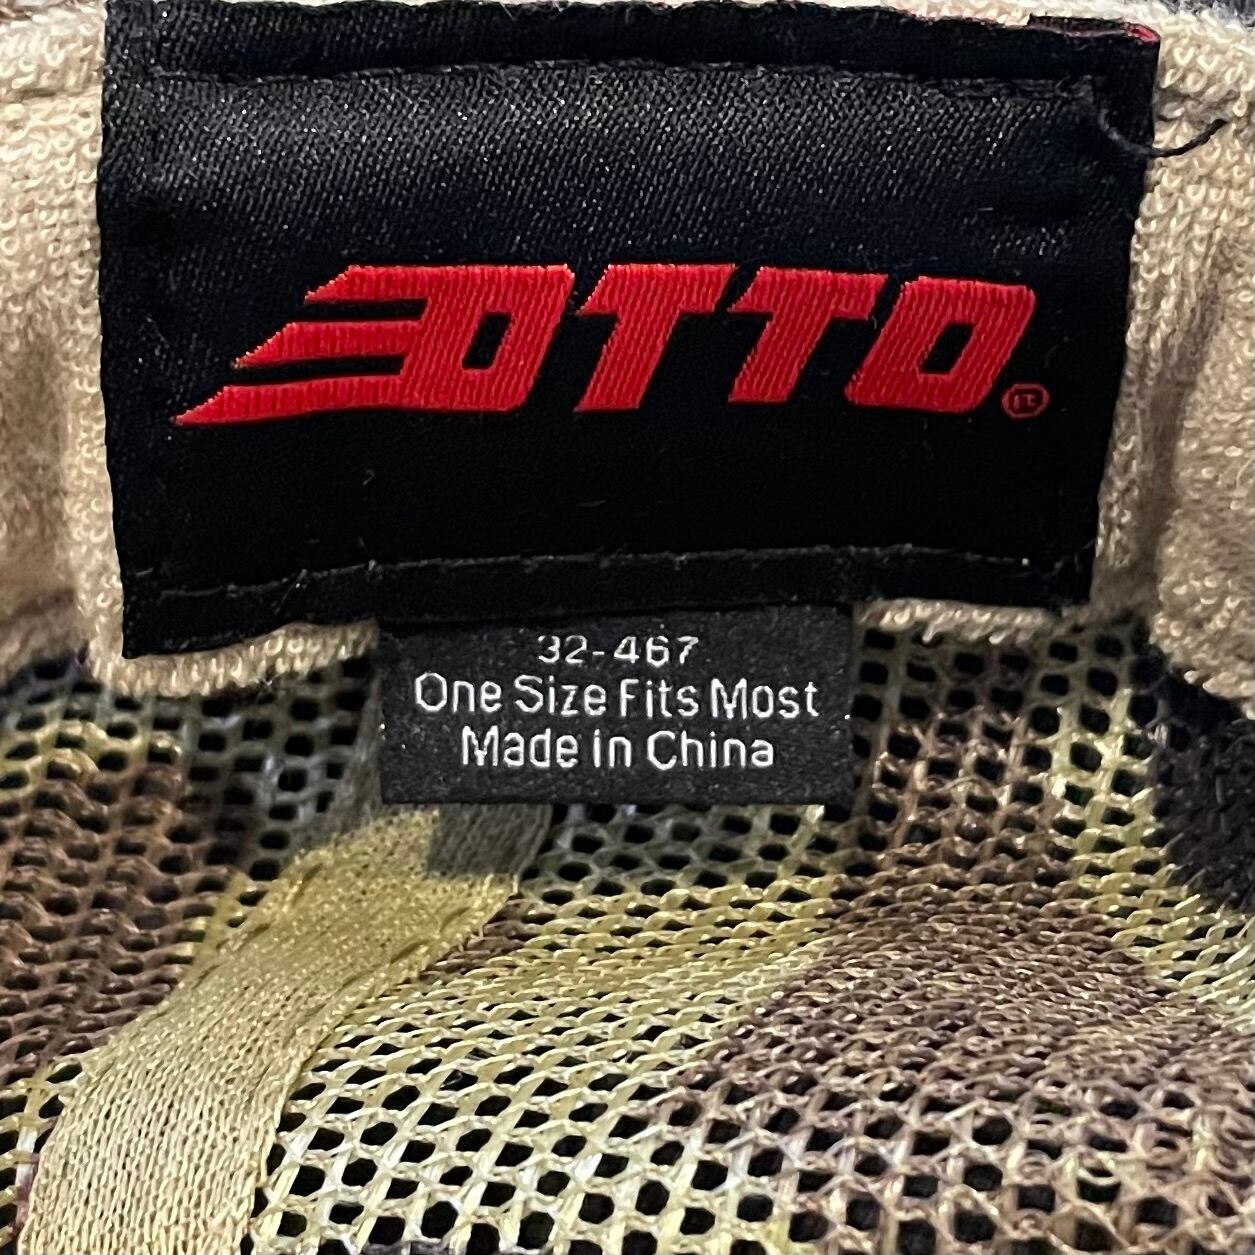 OTTO®
32-467
One Size Fits Most
Made in China